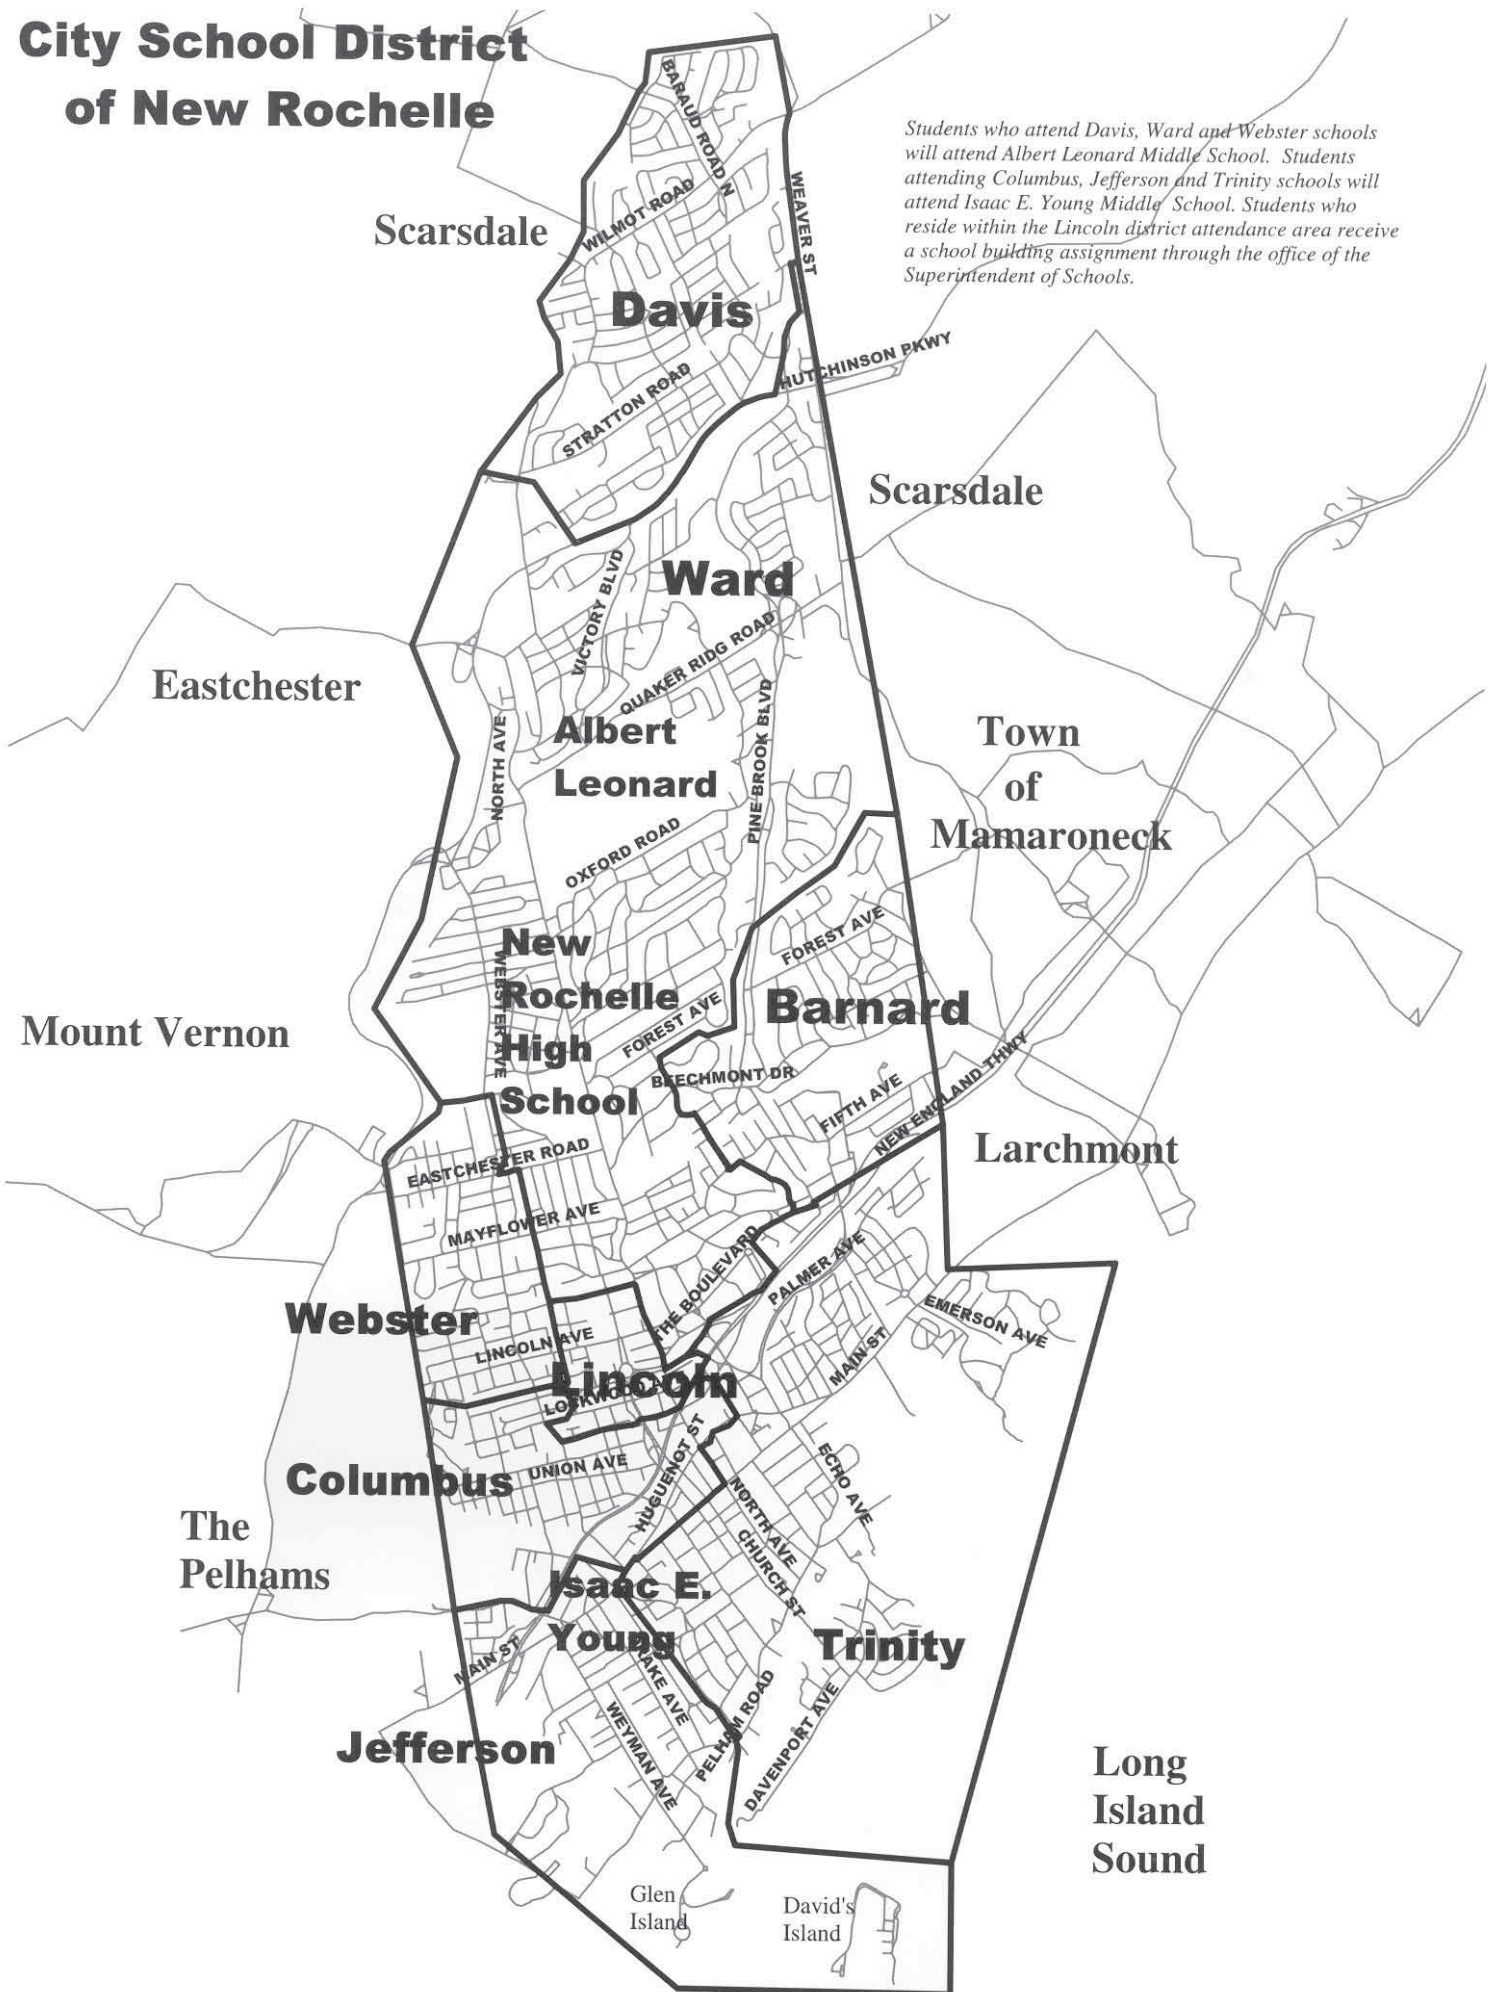 City School District
of New Rochelle
Students who attend Davis, Ward and Webster schools
will attend Albert Leonard Middle School. Students
attending Columbus, Jefferson and Trinity schools will
attend Isaac E. Young Middle School. Students who
reside within the Lincoln district attendance area receive
a school building assignment through the office of the
Superintendent of Schools.
BARAUD ROAD N
WILMOT ROAD
WEAVER ST
Scarsdale
Davis
HUTCHINSON PKWY
STRATTON ROAD
Scarsdale
Ward
VICTORY BLVD
QUAKER RIDG ROAD
Eastchester
Albert
Leonard
NORTH AVE
PINE BROOK BLVD
Town
of
Mamaroneck
OXFORD ROAD
FOREST AVE
New
Rochelle
High
School
WEBSTER AVE
FOREST AVE
Barnard
Mount Vernon
BEECHMONT DR
FIFTH AVE
NEW ENGLAND THWY
Larchmont
EASTCHESTER ROAD
MAYFLOWER AVE
THE BOULEVARD
PALMER AVE
Webster
EMERSON AVE
LINCOLN AVE
MAIN ST
Lincoln
LOCKWOOD AV
Columbus
UNION AVE
HUGUENOT ST
ECHO AVE
NORTH AVE
CHURCH ST
The
Pelhams
Isaac E.
Young
Trinity
MAIN ST
RAKE AVE
WEYMAN AVE
PELHAM ROAD
DAVENPORT AVE
Jefferson
Long
Island
Sound
Glen
Island
David's
Island